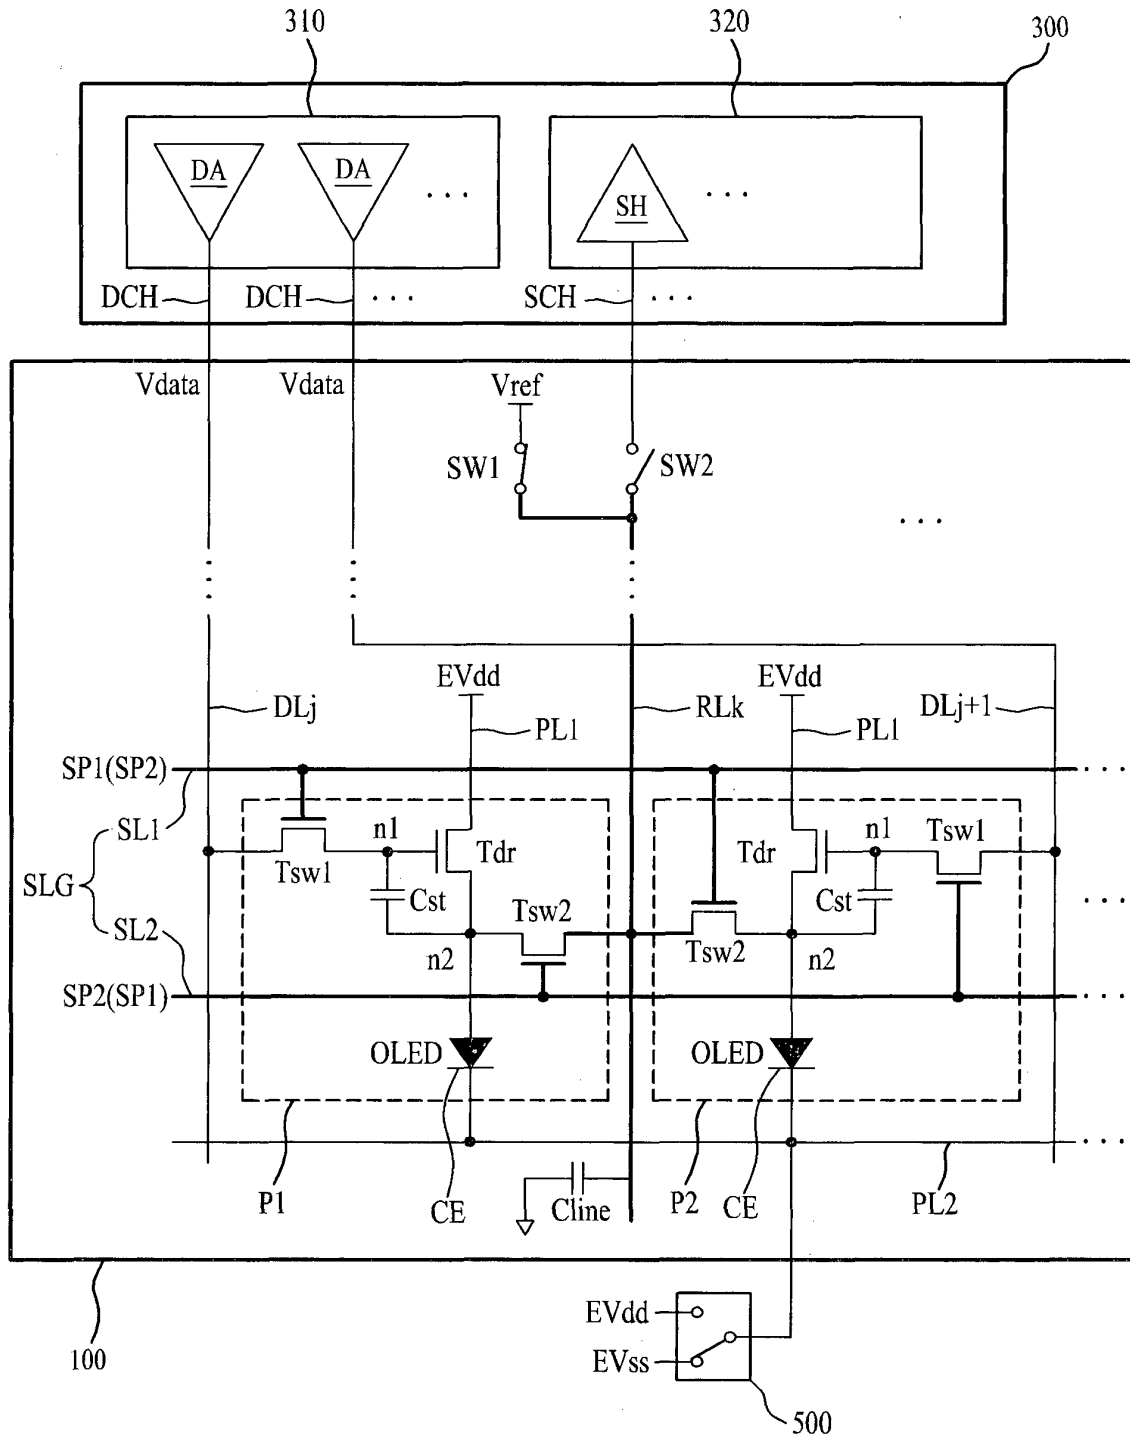 310
320
300
DA
DA
. . .
SH
. . .
DCH
DCH
. . .
SCH
. . .
Vdata
Vdata
Vref
SW1
SW2
. . .
EVdd
EVdd
DLj
PL1
RLk
PL1
DLj+1
SP1(SP2)
. . .
SL1
n1
Tdr
Tdr
n1
Tsw1
Tsw1
SLG
Cst
Tsw2
Cst
. . .
SL2
n2
Tsw2
n2
SP2(SP1)
. . .
OLED
OLED
. . .
P1
CE
Cline
P2
CE
PL2
EVdd
100
EVss
500